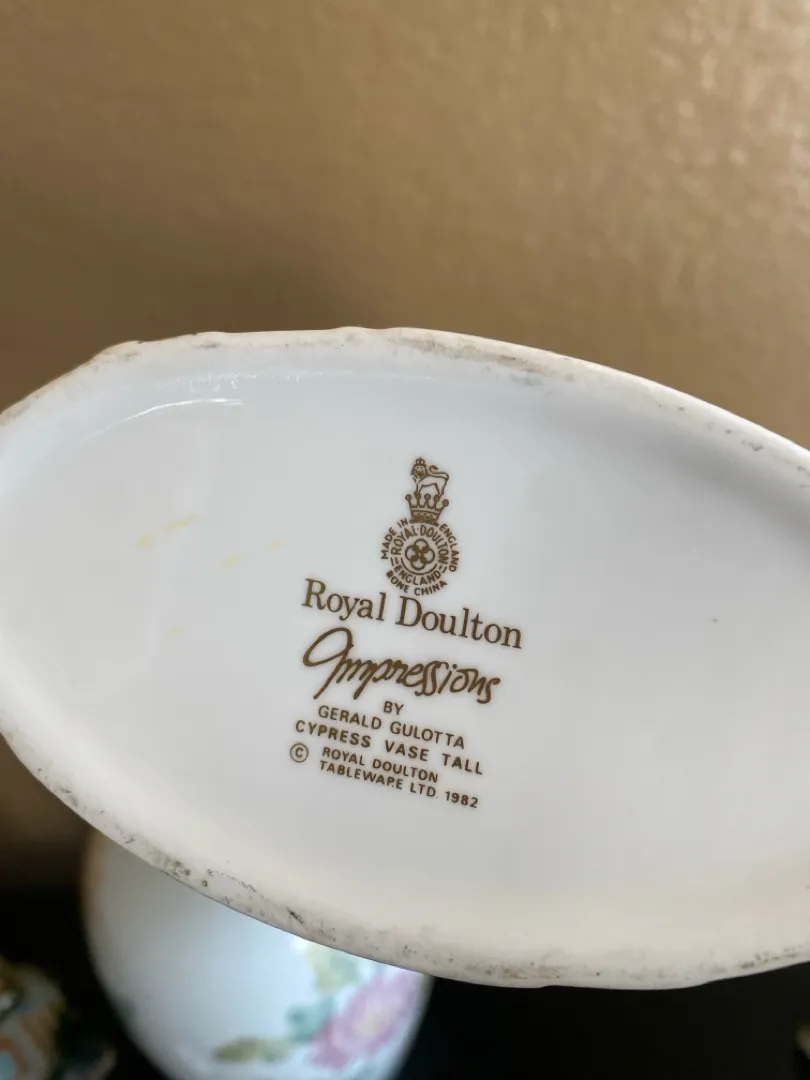 MADE IN ENGLAND
ROYAL·DOULTON
ENGLAND
BONE CHINA
Royal Doulton
Impressions
BY
GERALD GULOTTA
CYPRESS VASE TALL
© ROYAL DOULTON
TABLEWARE LTD. 1982